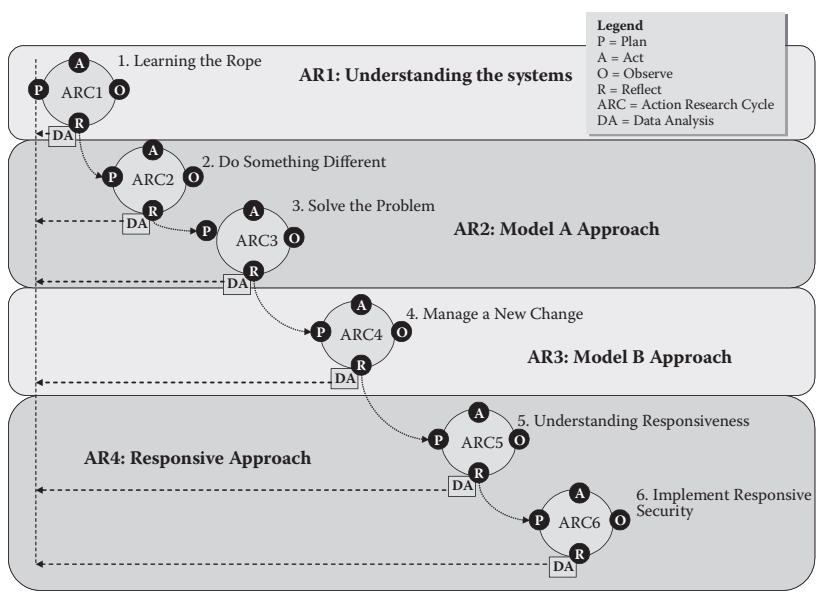 Legend
P = Plan
A = Act
O = Observe
R = Reflect
ARC = Action Research Cycle
DA = Data Analysis
1. Learning the Rope
AR1: Understanding the systems
A
P
ARC1
O
R
DA
2. Do Something Different
A
P
ARC2
O
R
DA
3. Solve the Problem
AR2: Model A Approach
A
P
ARC3
O
R
DA
4. Manage a New Change
A
P
ARC4
O
R
DA
AR3: Model B Approach
5. Understanding Responsiveness
A
P
ARC5
O
R
DA
AR4: Responsive Approach
6. Implement Responsive
Security
A
P
ARC6
O
R
DA